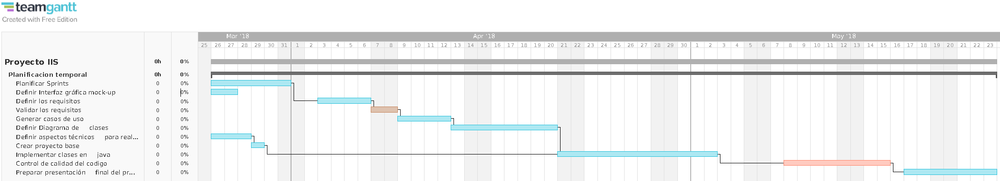 teamgantt
Created with Free Edition
Mar '18 Apr '18 May '18
25 26 27 28 29 30 31 1 2 3 4 5 6 7 8 9 10 11 12 13 14 15 16 17 18 19 20 21 22 23 24 25 26 27 28 29 30 1 2 3 4 5 6 7 8 9 10 11 12 13 14 15 16 17 18 19 20 21 22 23
Proyecto IIS 0h 0%
Planificacion temporal 0h 0%
Planificar Sprints 0 0%
Definir Interfaz gráfica mock-up 0 0%
Definir los requisitos 0 0%
Validar los requisitos 0 0%
Generar casos de uso 0 0%
Definir Diagrama de clases 0 0%
Definir aspectos técnicos para real... 0 0%
Crear proyecto base 0 0%
Implementar clases en java 0 0%
Control de calidad del codigo 0 0%
Preparar presentación final del pr... 0 0%